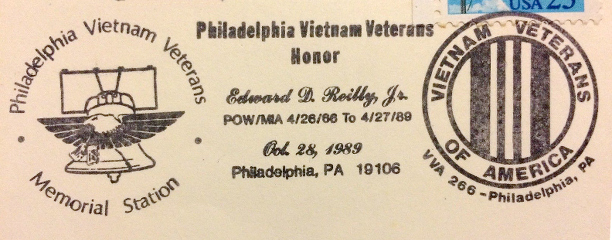 Philadelphia Vietnam Veterans
Memorial Station
Philadelphia Vietnam Veterans
Honor
Edward D. Reilly, Jr.
POW/MIA 4/26/66 To 4/27/89
Oct. 28, 1989
Philadelphia, PA 19106
USA 25
VIETNAM VETERANS
OF AMERICA
VVA 266 - Philadelphia, PA